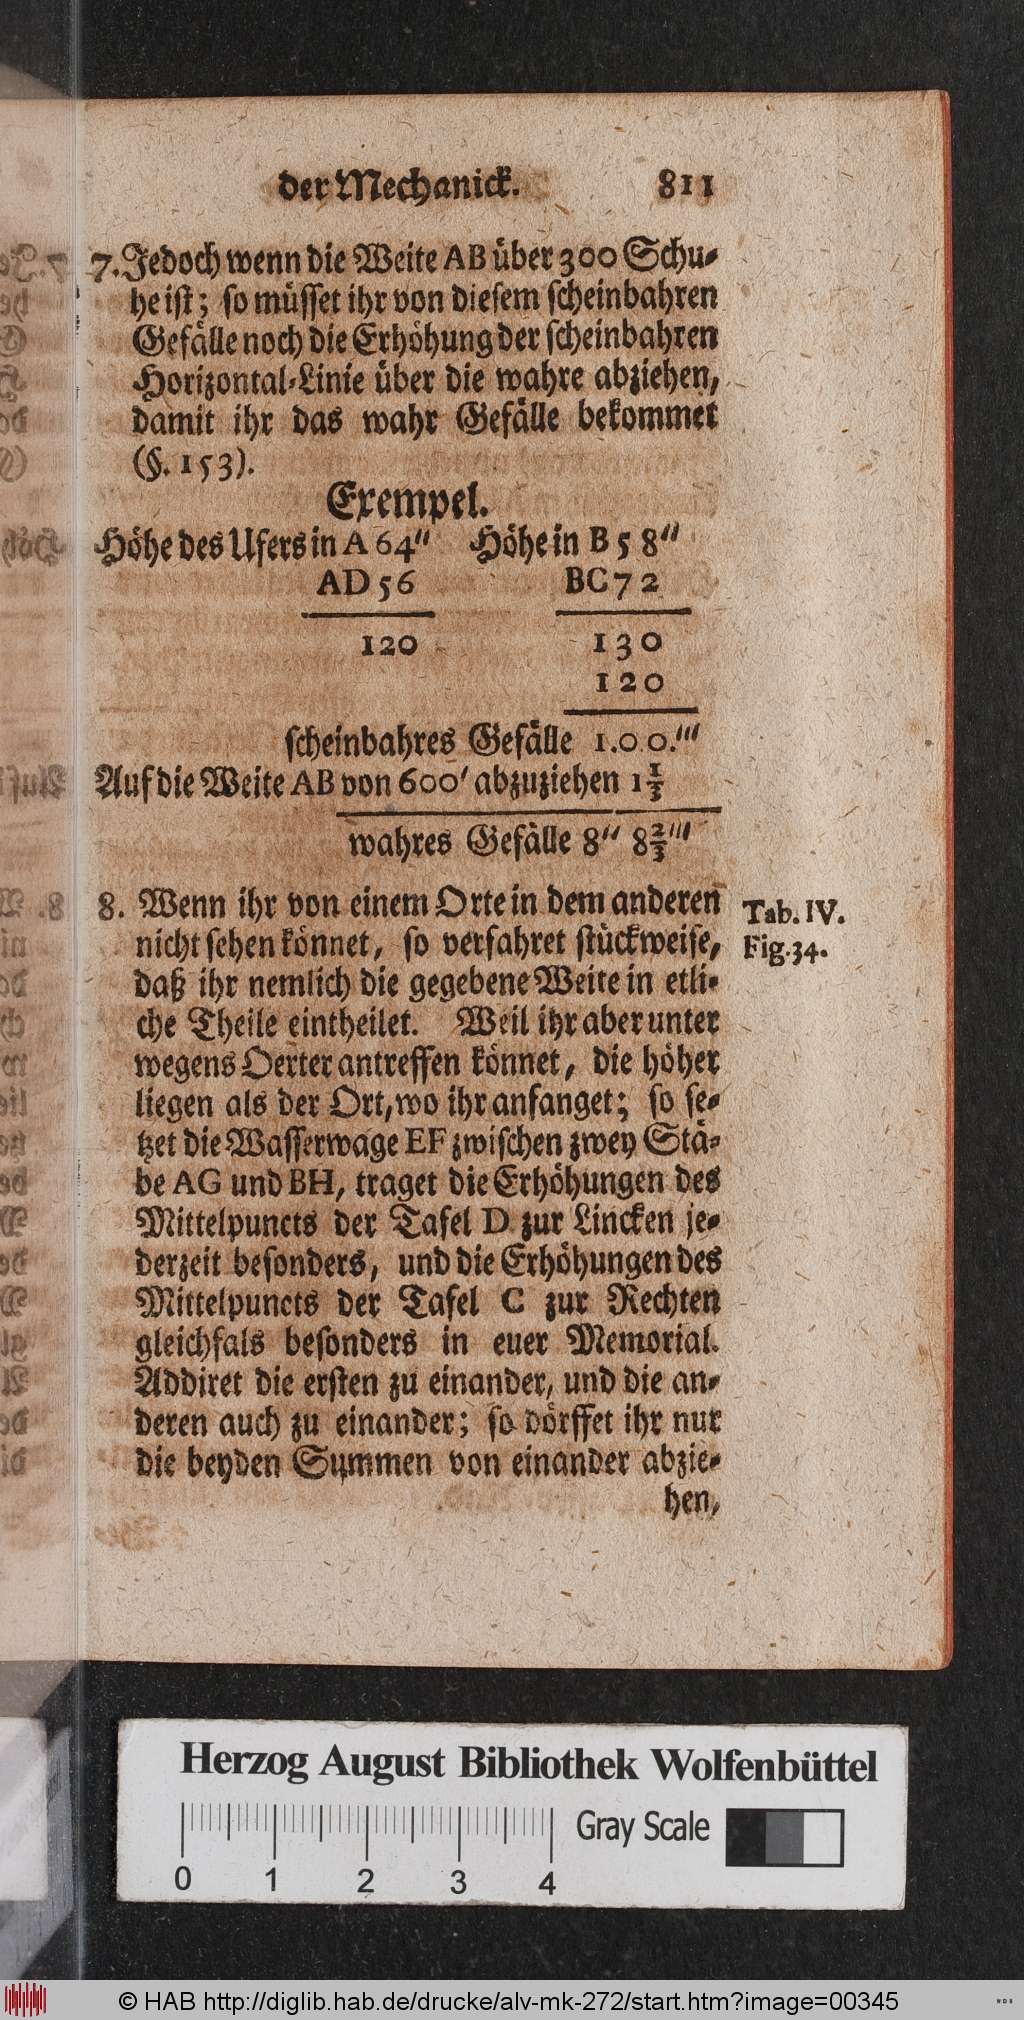 der Mechanick. 811
7. Jedoch wenn die Weite AB über 300 Schu-
he ist; so müsset ihr von diesem scheinbahren
Gefälle noch die Erhöhung der scheinbahren
Horizontal-Linie über die wahre abziehen,
damit ihr das wahr Gefälle bekommet
(§. 153).
Exempel.
Höhe des Ufers in A 64″ Höhe in B 58″
AD 56 BC 72
120 130
120
scheinbahres Gefälle 1.00.‴
Auf die Weite AB von 600′ abzuziehen 1 1/3
wahres Gefälle 8″ 8 2/3‴
8. Wenn ihr von einem Orte in dem anderen
nicht sehen könnet, so verfahret stückweise,
daß ihr nemlich die gegebene Weite in etli-
che Theile eintheilet. Weil ihr aber unter
wegens Oerter antreffen könnet, die höher
liegen als der Ort, wo ihr anfanget; so se-
tzet die Wasserwage EF zwischen zwey Stä-
be AG und BH, traget die Erhöhungen des
Mittelpuncts der Tafel D zur Lincken je-
derzeit besonders, und die Erhöhungen des
Mittelpuncts der Tafel C zur Rechten
gleichfals besonders in euer Memorial.
Addiret die ersten zu einander, und die an-
deren auch zu einander; so dörffet ihr nur
die beyden Summen von einander abzie-
hen,
Tab. IV.
Fig. 34.
Herzog August Bibliothek Wolfenbüttel
Gray Scale
0 1 2 3 4
© HAB http://diglib.hab.de/drucke/alv-mk-272/start.htm?image=00345